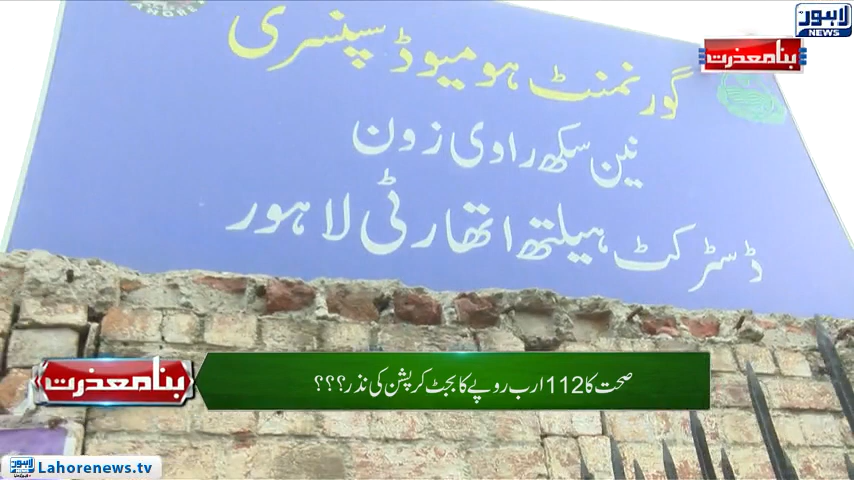 لاہور
NEWS
بنا معذرت
گورنمنٹ ہومیوڈسپنسری
نین سکھ راوی زون
ڈسٹرکٹ ہیلتھ اتھارٹی لاہور
بنا معذرت
صحت کا 112 ارب روپے کا بجٹ کرپشن کی نذر؟؟؟
Lahorenews.tv